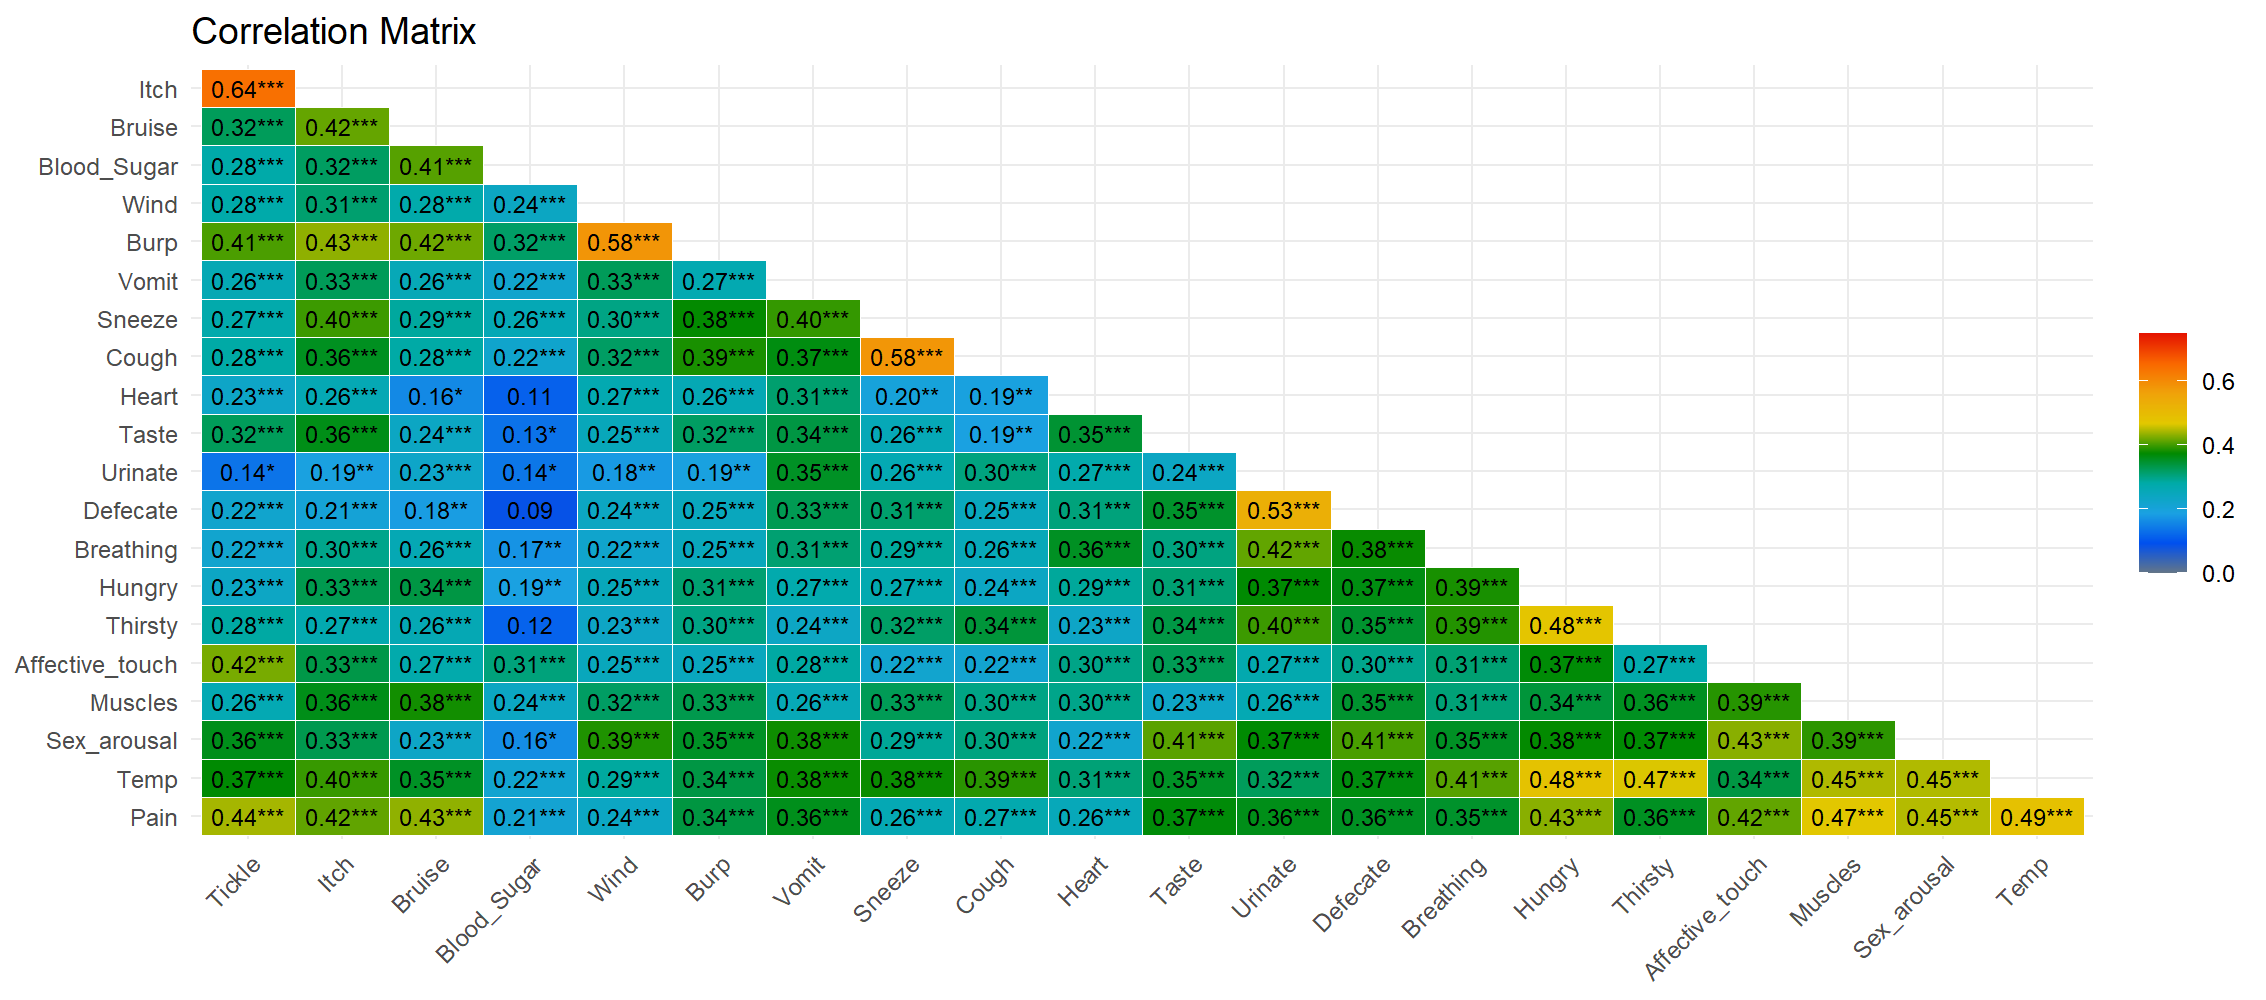 Correlation Matrix
Itch 0.64***
Bruise 0.32*** 0.42***
Blood_Sugar 0.28*** 0.32*** 0.41***
Wind 0.28*** 0.31*** 0.28*** 0.24***
Burp 0.41*** 0.43*** 0.42*** 0.32*** 0.58***
Vomit 0.26*** 0.33*** 0.26*** 0.22*** 0.33*** 0.27***
Sneeze 0.27*** 0.40*** 0.29*** 0.26*** 0.30*** 0.38*** 0.40***
Cough 0.28*** 0.36*** 0.28*** 0.22*** 0.32*** 0.39*** 0.37*** 0.58***
Heart 0.23*** 0.26*** 0.16* 0.11 0.27*** 0.26*** 0.31*** 0.20** 0.19**
Taste 0.32*** 0.36*** 0.24*** 0.13* 0.25*** 0.32*** 0.34*** 0.26*** 0.19** 0.35***
Urinate 0.14* 0.19** 0.23*** 0.14* 0.18** 0.19** 0.35*** 0.26*** 0.30*** 0.27*** 0.24***
Defecate 0.22*** 0.21*** 0.18** 0.09 0.24*** 0.25*** 0.33*** 0.31*** 0.25*** 0.31*** 0.35*** 0.53***
Breathing 0.22*** 0.30*** 0.26*** 0.17** 0.22*** 0.25*** 0.31*** 0.29*** 0.26*** 0.36*** 0.30*** 0.42*** 0.38***
Hungry 0.23*** 0.33*** 0.34*** 0.19** 0.25*** 0.31*** 0.27*** 0.27*** 0.24*** 0.29*** 0.31*** 0.37*** 0.37*** 0.39***
Thirsty 0.28*** 0.27*** 0.26*** 0.12 0.23*** 0.30*** 0.24*** 0.32*** 0.34*** 0.23*** 0.34*** 0.40*** 0.35*** 0.39*** 0.48***
Affective_touch 0.42*** 0.33*** 0.27*** 0.31*** 0.25*** 0.25*** 0.28*** 0.22*** 0.22*** 0.30*** 0.33*** 0.27*** 0.30*** 0.31*** 0.37*** 0.27***
Muscles 0.26*** 0.36*** 0.38*** 0.24*** 0.32*** 0.33*** 0.26*** 0.33*** 0.30*** 0.30*** 0.23*** 0.26*** 0.35*** 0.31*** 0.34*** 0.36*** 0.39***
Sex_arousal 0.36*** 0.33*** 0.23*** 0.16* 0.39*** 0.35*** 0.38*** 0.29*** 0.30*** 0.22*** 0.41*** 0.37*** 0.41*** 0.35*** 0.38*** 0.37*** 0.43*** 0.39***
Temp 0.37*** 0.40*** 0.35*** 0.22*** 0.29*** 0.34*** 0.38*** 0.38*** 0.39*** 0.31*** 0.35*** 0.32*** 0.37*** 0.41*** 0.48*** 0.47*** 0.34*** 0.45*** 0.45***
Pain 0.44*** 0.42*** 0.43*** 0.21*** 0.24*** 0.34*** 0.36*** 0.26*** 0.27*** 0.26*** 0.37*** 0.36*** 0.36*** 0.35*** 0.43*** 0.36*** 0.42*** 0.47*** 0.45*** 0.49***
Tickle Itch Bruise Blood_Sugar Wind Burp Vomit Sneeze Cough Heart Taste Urinate Defecate Breathing Hungry Thirsty Affective_touch Muscles Sex_arousal Temp
0.6
0.4
0.2
0.0